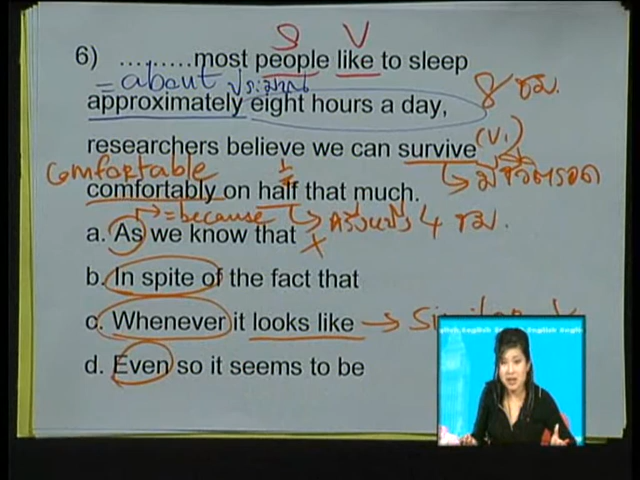 S V
6) .........most people like to sleep
= about ประมาณ 8 ชม.
approximately eight hours a day,
researchers believe we can survive (V1)
comfortable มีชีวิตรอด
comfortably on half that much.
= because ครึ่งหนึ่ง 4 ชม.
a. As we know that
b. In spite of the fact that
c. Whenever it looks like
d. Even so it seems to be